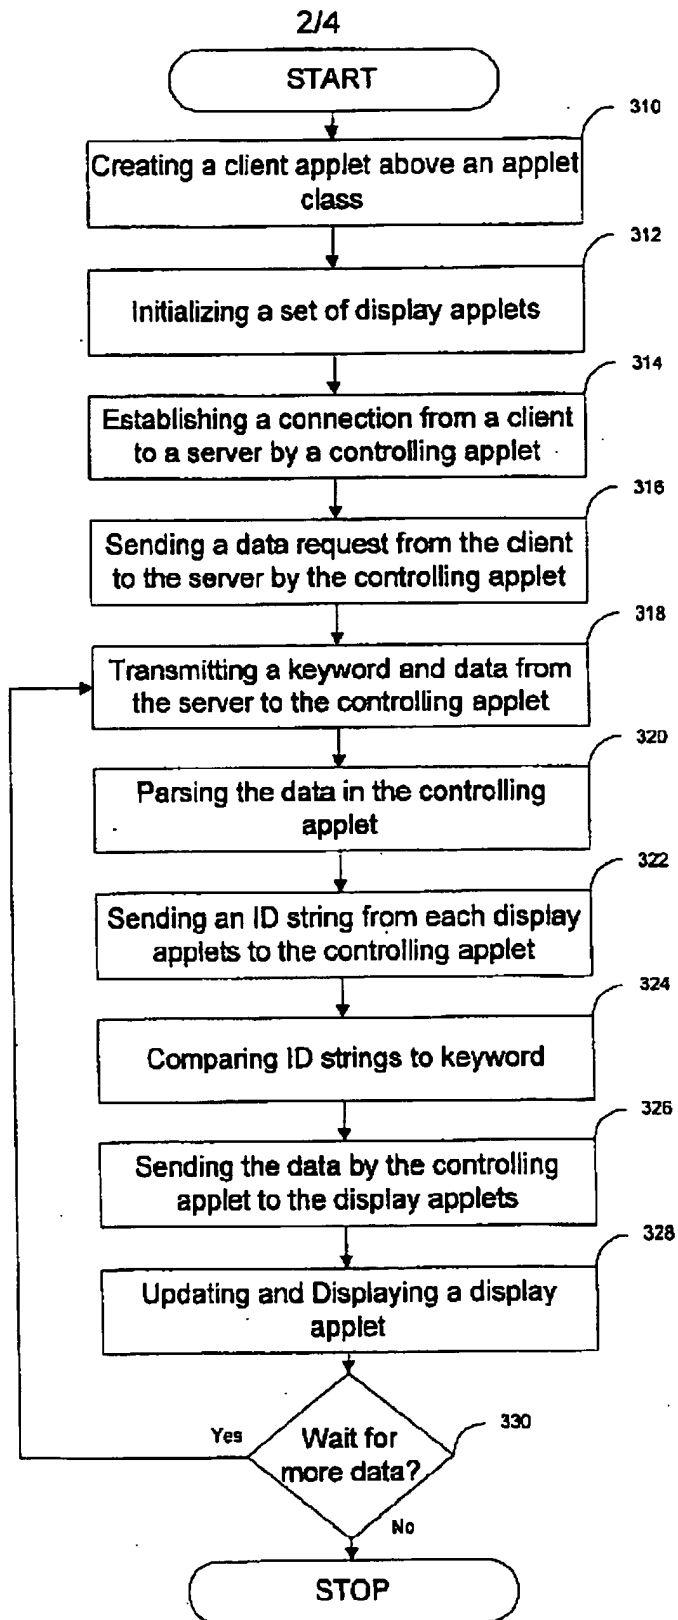 2/4
START
310
Creating a client applet above an applet
class
312
Initializing a set of display applets
314
Establishing a connection from a client
to a server by a controlling applet
316
Sending a data request from the client
to the server by the controlling applet
318
Transmitting a keyword and data from
the server to the controlling applet
320
Parsing the data in the controlling
applet
322
Sending an ID string from each display
applets to the controlling applet
324
Comparing ID strings to keyword
326
Sending the data by the controlling
applet to the display applets
328
Updating and Displaying a display
applet
330
Yes
Wait for
more data?
No
STOP